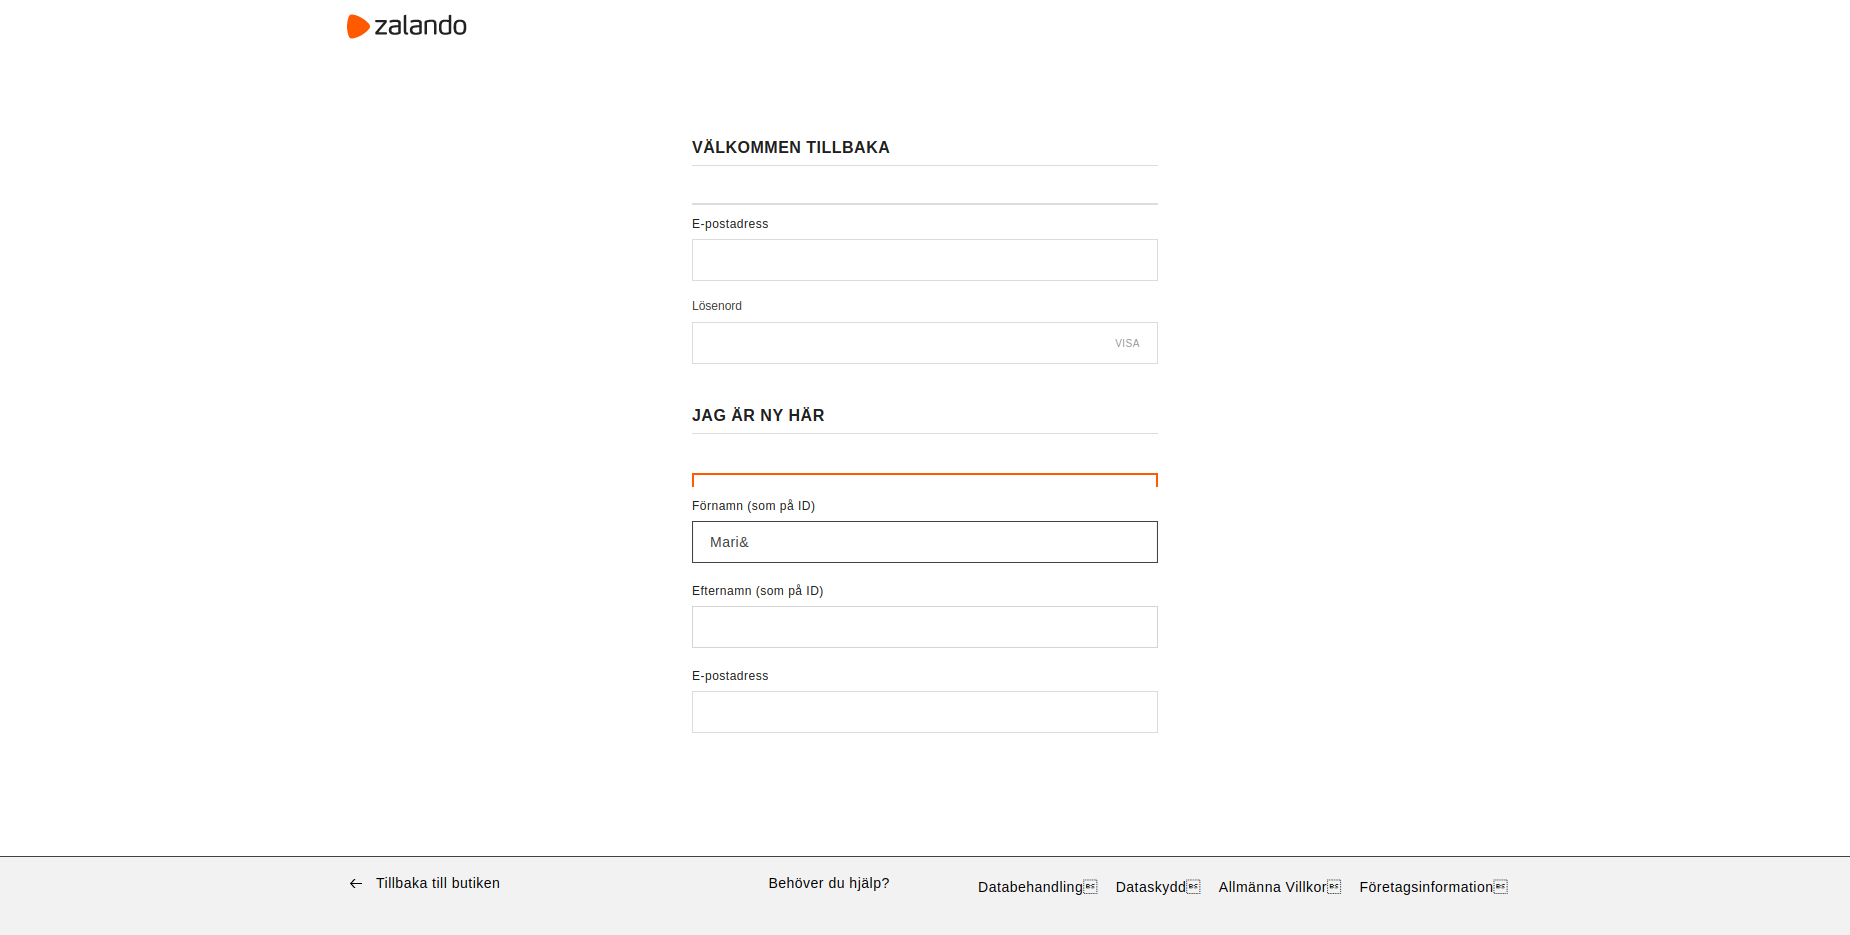 zalando
VÄLKOMMEN TILLBAKA
E-postadress
Lösenord
VISA
JAG ÄR NY HÄR
Förnamn (som på ID)
Mari&
Efternamn (som på ID)
E-postadress
Tillbaka till butiken
Behöver du hjälp?
Databehandling
Dataskydd
Allmänna Villkor
Företagsinformation